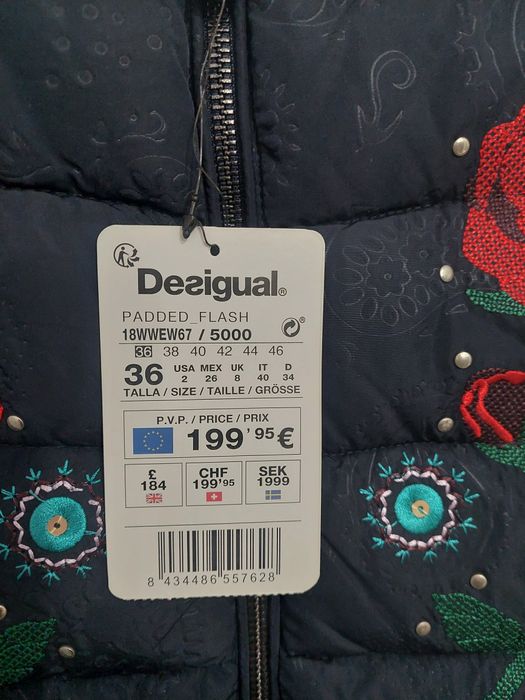 Desigual®
PADDED_FLASH
18WWEW67 / 5000
36 38 40 42 44 46
36 USA 2 MEX 26 UK 8 IT 40 D 34
TALLA / SIZE / TAILLE / GRÖSSE
P.V.P. / PRICE / PRIX
199'95€
£ CHF SEK
184 199'95 1999
8 434486 557628